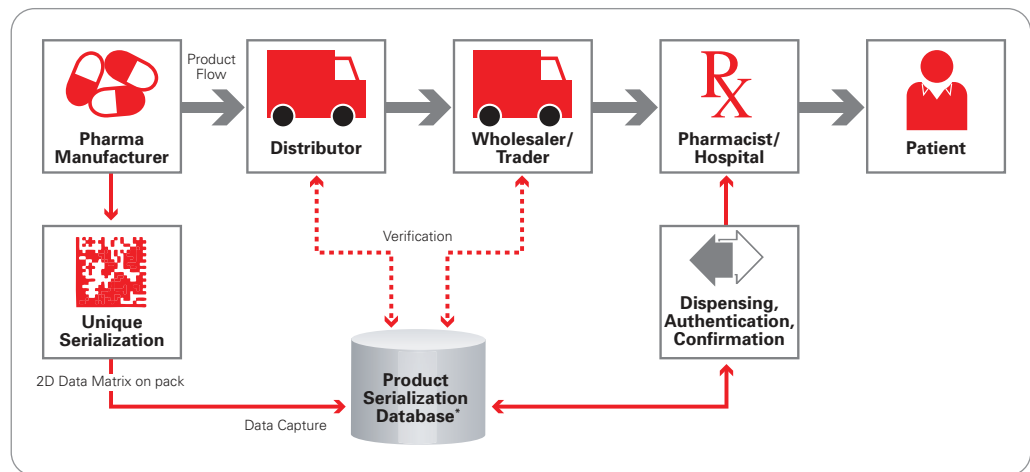 Product
Flow
Rx
Pharma
Manufacturer
Distributor
Wholesaler/
Trader
Pharmacist/
Hospital
Patient
Verification
Unique
Serialization
Dispensing,
Authentication,
Confirmation
2D Data Matrix on pack
Product
Serialization
Database*
Data Capture